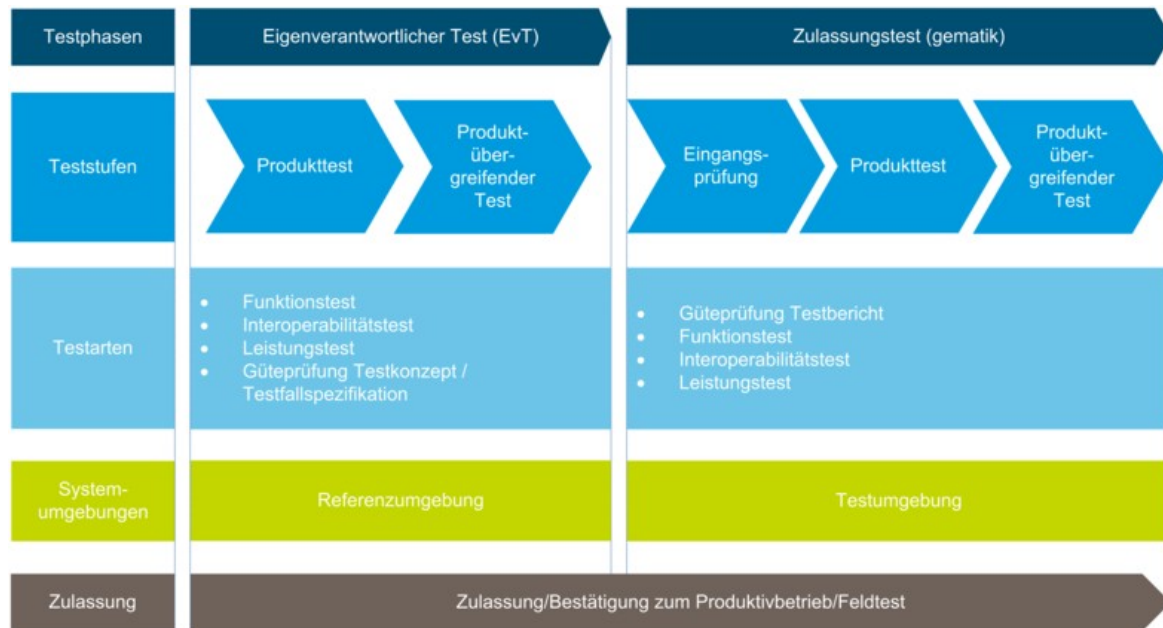 Testphasen
Eigenverantwortlicher Test (EvT)
Zulassungstest (gematik)
Teststufen
Produkttest
Produkt-
über-
greifender
Test
Eingangs-
prüfung
Produkttest
Produkt-
über-
greifender
Test
Testarten
• Funktionstest
• Interoperabilitätstest
• Leistungstest
• Güteprüfung Testkonzept /
Testfallspezifikation
• Güteprüfung Testbericht
• Funktionstest
• Interoperabilitätstest
• Leistungstest
System-
umgebungen
Referenzumgebung
Testumgebung
Zulassung
Zulassung/Bestätigung zum Produktivbetrieb/Feldtest